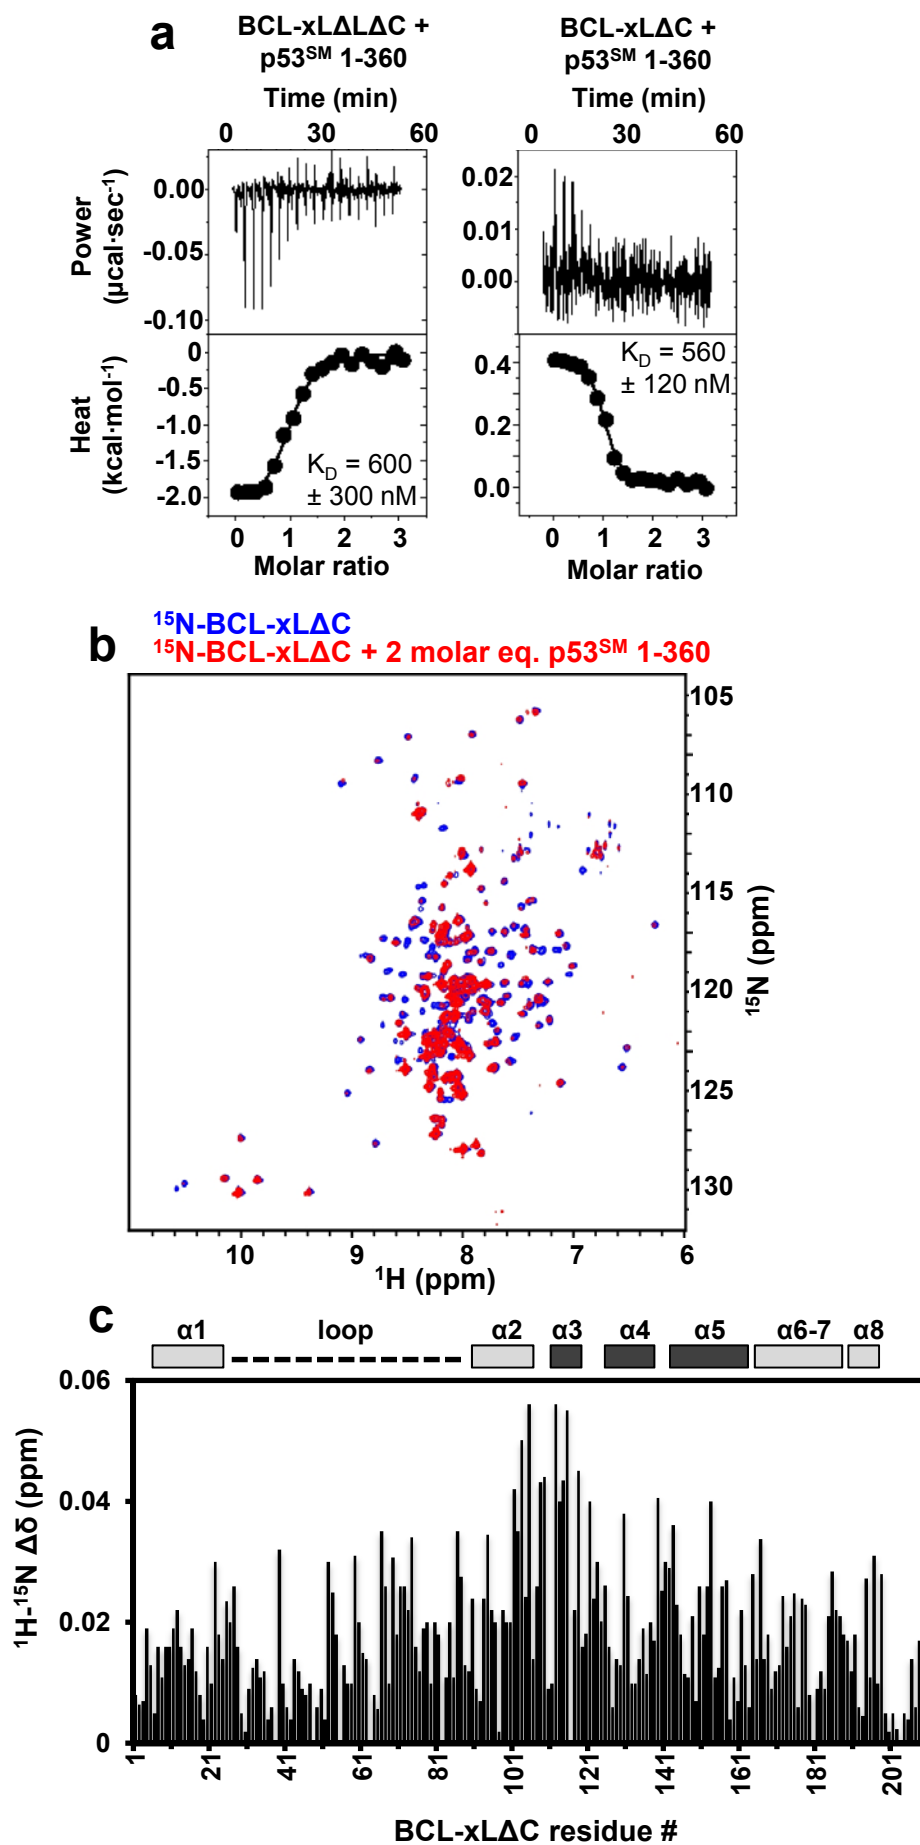 a
BCL-xLΔLΔC +
p53ˢᴹ 1-360
Time (min)
0 30 60
Power
(µcal·sec⁻¹)
0.00
-0.05
-0.10
Heat
(kcal·mol⁻¹)
0
-0.5
-1.0
-1.5
-2.0
K_D = 600
± 300 nM
0 1 2 3
Molar ratio
BCL-xLΔC +
p53ˢᴹ 1-360
Time (min)
0 30 60
0.02
0.01
0.00
K_D = 560
± 120 nM
0.4
0.2
0.0
0 1 2 3
Molar ratio
b
¹⁵N-BCL-xLΔC
¹⁵N-BCL-xLΔC + 2 molar eq. p53ˢᴹ 1-360
105
110
115
120
125
130
¹⁵N (ppm)
10 9 8 7 6
¹H (ppm)
c
α1 loop α2 α3 α4 α5 α6-7 α8
¹H-¹⁵N Δδ (ppm)
0.06
0.04
0.02
0
1 21 41 61 81 101 121 141 161 181 201
BCL-xLΔC residue #